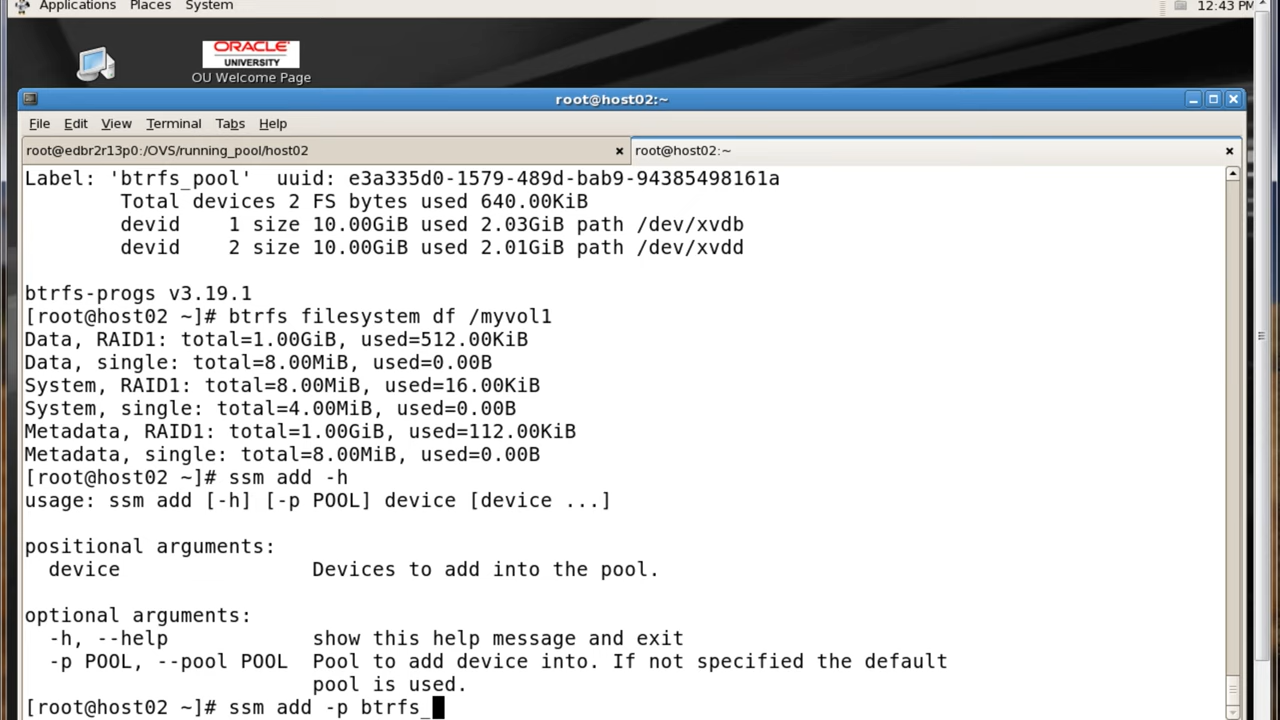 Applications Places System 12:43 PM
ORACLE
UNIVERSITY
OU Welcome Page
root@host02:~
File Edit View Terminal Tabs Help
root@edbr2r13p0:/OVS/running_pool/host02 root@host02:~
Label: 'btrfs_pool'  uuid: e3a335d0-1579-489d-bab9-94385498161a
        Total devices 2 FS bytes used 640.00KiB
        devid    1 size 10.00GiB used 2.03GiB path /dev/xvdb
        devid    2 size 10.00GiB used 2.01GiB path /dev/xvdd
btrfs-progs v3.19.1
[root@host02 ~]# btrfs filesystem df /myvol1
Data, RAID1: total=1.00GiB, used=512.00KiB
Data, single: total=8.00MiB, used=0.00B
System, RAID1: total=8.00MiB, used=16.00KiB
System, single: total=4.00MiB, used=0.00B
Metadata, RAID1: total=1.00GiB, used=112.00KiB
Metadata, single: total=8.00MiB, used=0.00B
[root@host02 ~]# ssm add -h
usage: ssm add [-h] [-p POOL] device [device ...]
positional arguments:
  device                Devices to add into the pool.
optional arguments:
  -h, --help            show this help message and exit
  -p POOL, --pool POOL  Pool to add device into. If not specified the default
                        pool is used.
[root@host02 ~]# ssm add -p btrfs_